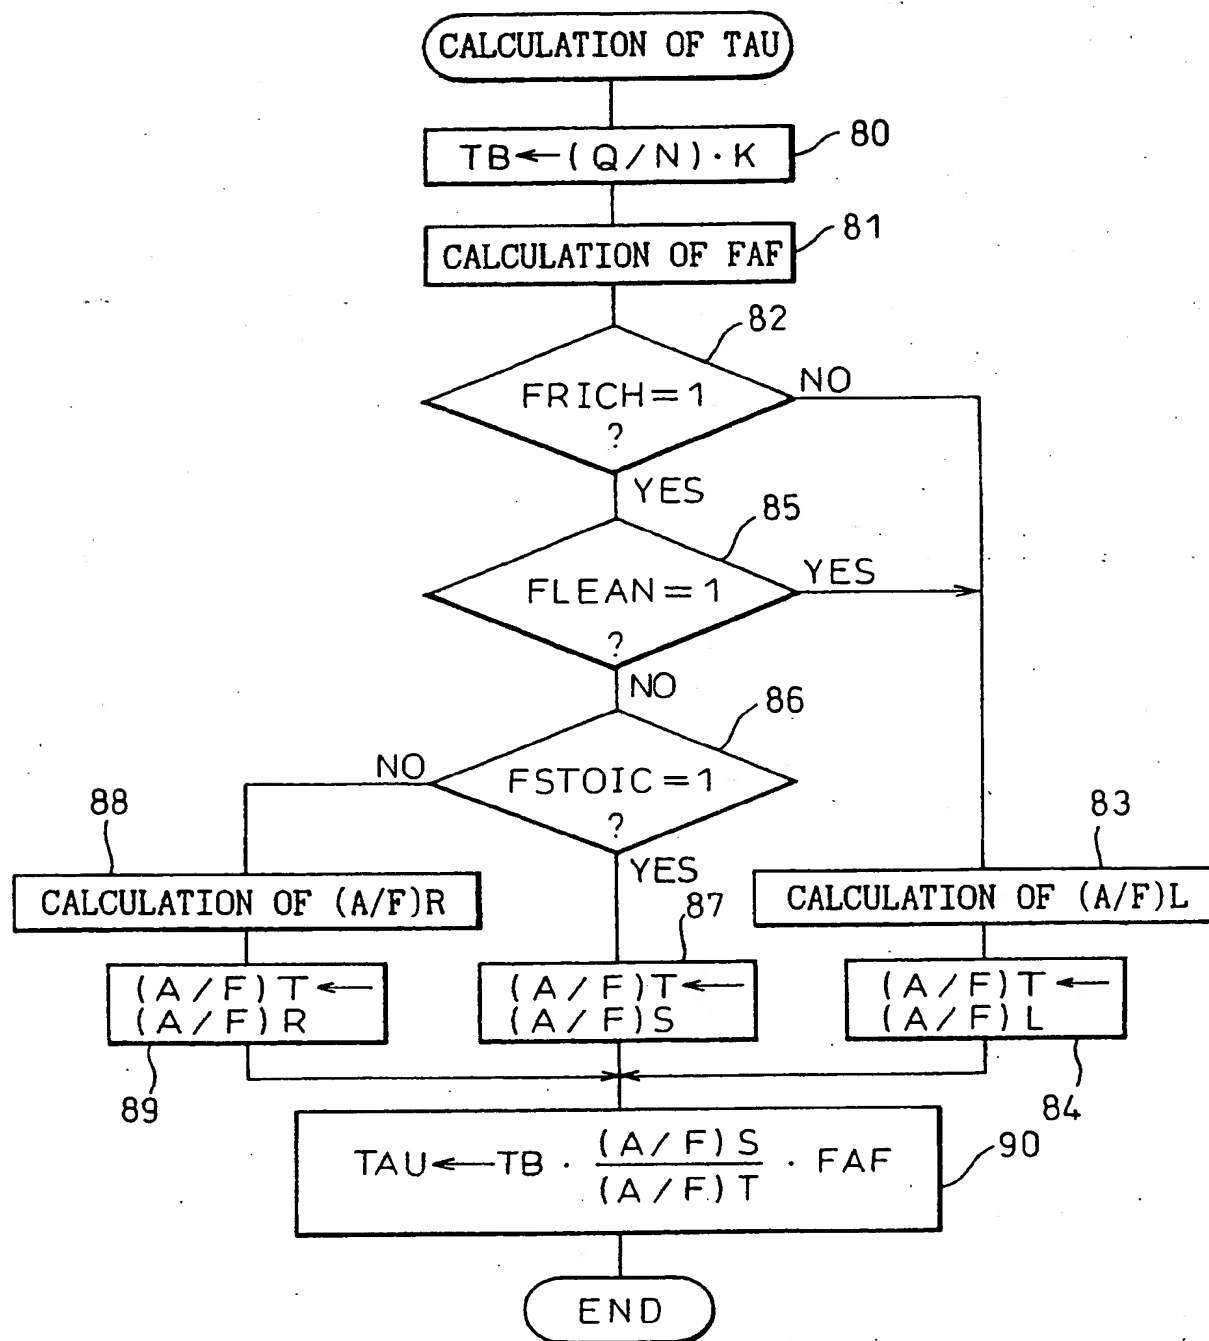 CALCULATION OF TAU
80
TB←(Q/N)·K
81
CALCULATION OF FAF
82
FRICH=1
?
NO
YES
85
FLEAN=1
?
YES
NO
86
FSTOIC=1
?
NO
YES
88
CALCULATION OF (A/F)R
83
CALCULATION OF (A/F)L
87
(A/F)T←
(A/F)R
89
(A/F)T←
(A/F)S
(A/F)T←
(A/F)L
84
90
TAU←TB · (A/F)S / (A/F)T · FAF
END